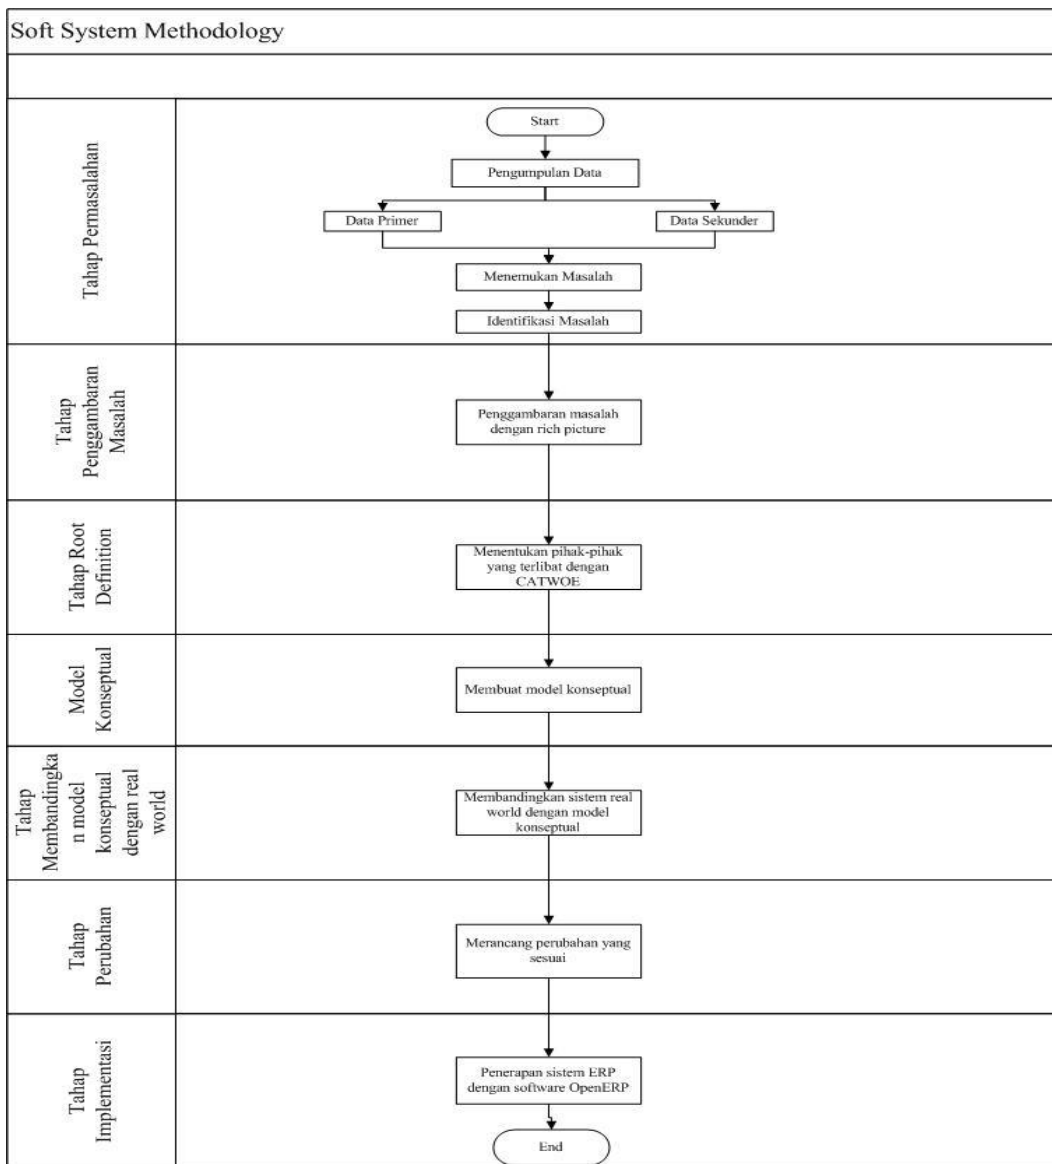 Soft System Methodology
Tahap Permasalahan
Start
Pengumpulan Data
Data Primer
Data Sekunder
Menemukan Masalah
Identifikasi Masalah
Tahap
Penggambaran
Masalah
Penggambaran masalah
dengan rich picture
Tahap Root
Definition
Menentukan pihak-pihak
yang terlibat dengan
CATWOE
Model
Konseptual
Membuat model konseptual
Tahap
Membandingka
n model
konseptual
dengan real
world
Membandingkan sistem real
world dengan model
konseptual
Tahap
Perubahan
Merancang perubahan yang
sesuai
Tahap
Implementasi
Penerapan sistem ERP
dengan software OpenERP
End